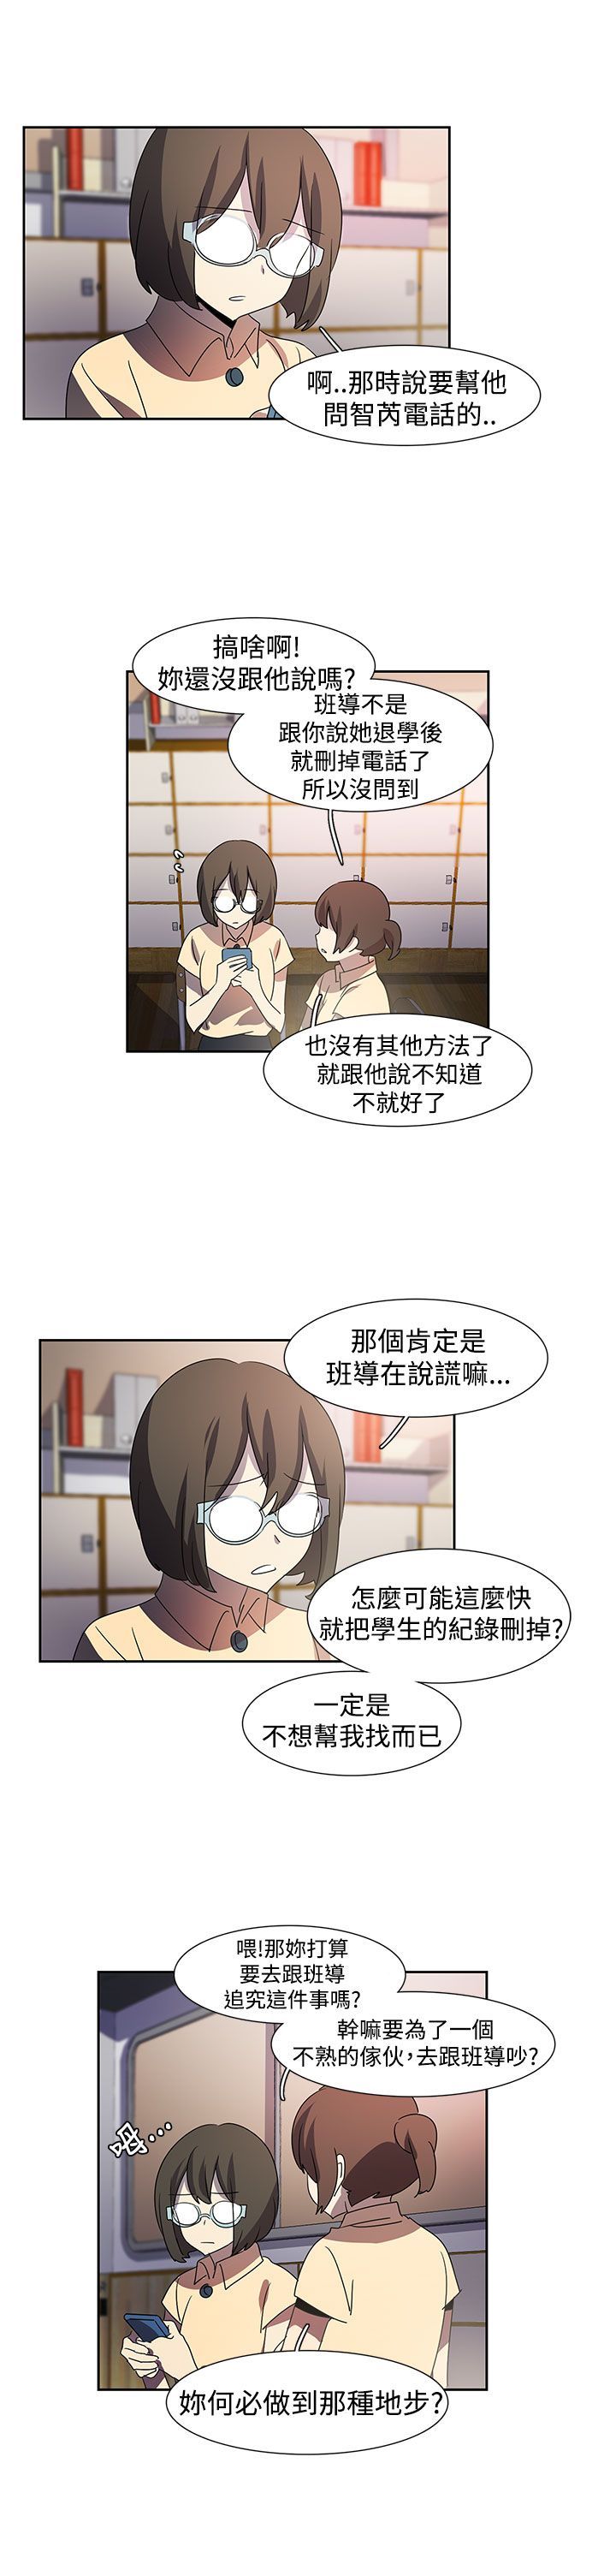 啊..那時說要幫他
問智芮電話的..
搞啥啊!
妳還沒跟他說嗎?
班導不是
跟你說她退學後
就刪掉電話了
所以沒問到
也沒有其他方法了
就跟他說不知道
不就好了
那個肯定是
班導在說謊嘛...
怎麼可能這麼快
就把學生的紀錄刪掉?
一定是
不想幫我找而已
喂!那妳打算
要去跟班導
追究這件事嗎?
幹嘛要為了一個
不熟的傢伙,去跟班導吵?
呣...
妳何必做到那種地步?